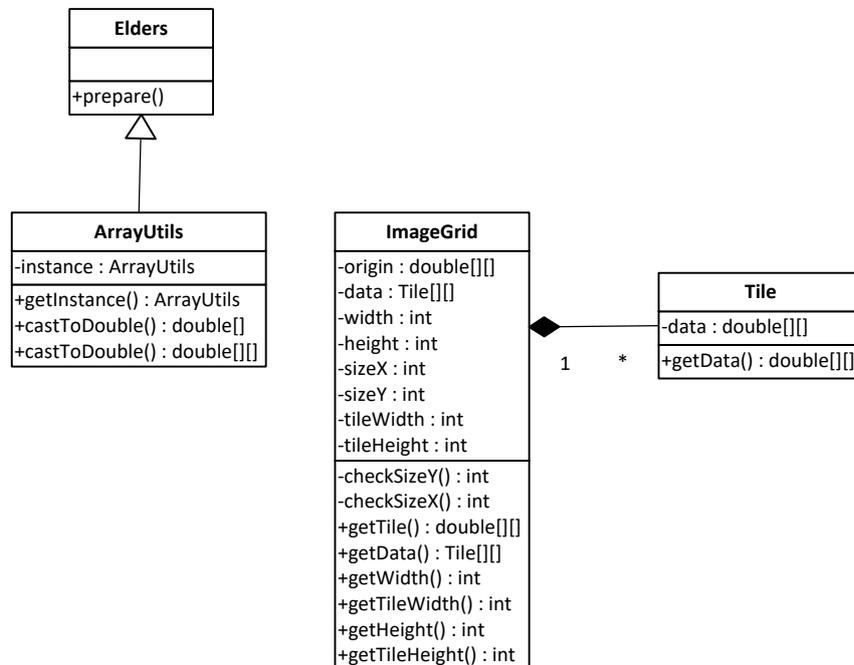 Elders
+prepare()
ArrayUtils
-instance : ArrayUtils
+getInstance() : ArrayUtils
+castToDouble() : double[]
+castToDouble() : double[][]
ImageGrid
-origin : double[][]
-data : Tile[][]
-width : int
-height : int
-sizeX : int
-sizeY : int
-tileWidth : int
-tileHeight : int
-checkSizeY() : int
-checkSizeX() : int
+getTile() : double[][]
+getData() : Tile[][]
+getWidth() : int
+getTileWidth() : int
+getHeight() : int
+getTileHeight() : int
1 *
Tile
-data : double[][]
+getData() : double[][]